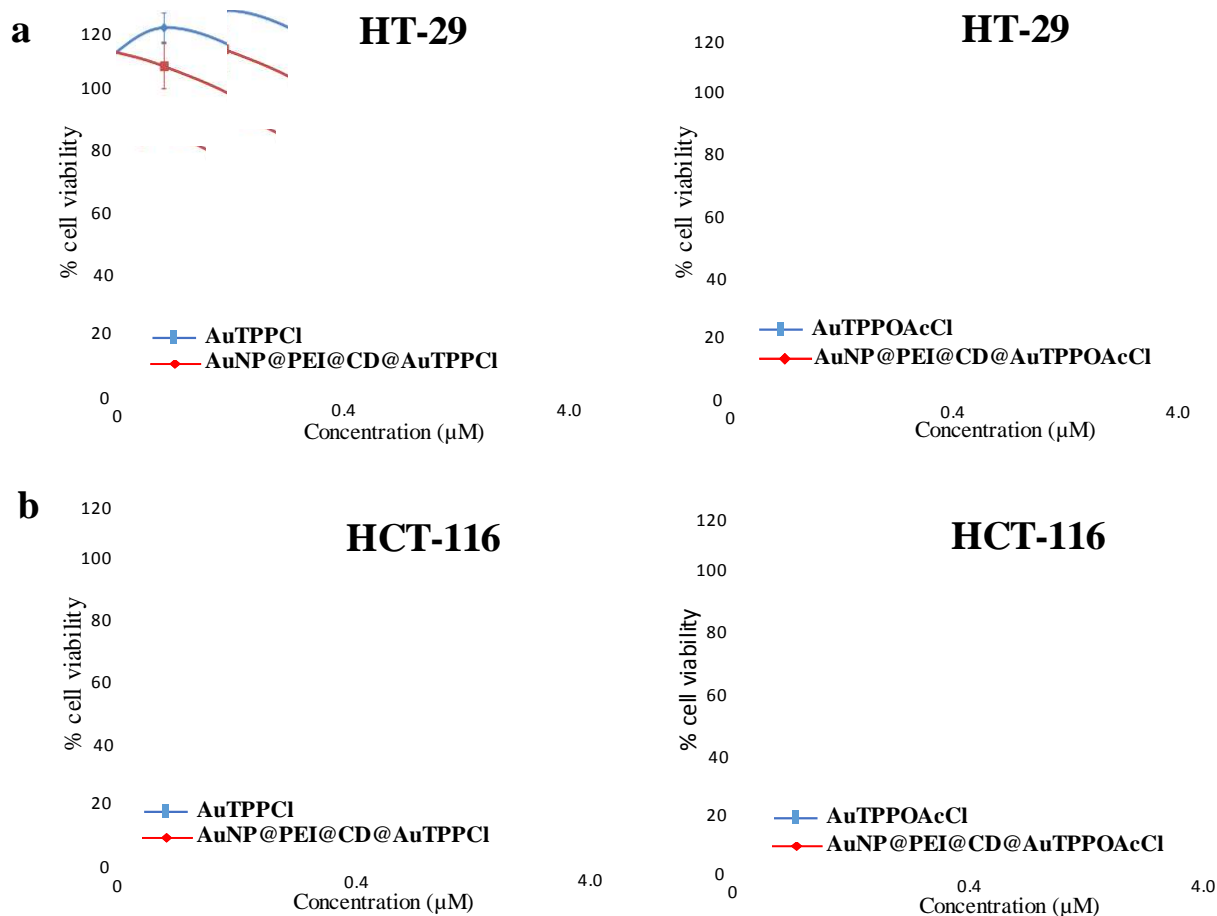 a
HT-29
120
100
80
60
40
20
0
% cell viability
AuTPPCl
AuNP@PEI@CD@AuTPPCl
0
0.4
4.0
Concentration (µM)
HT-29
120
100
80
60
40
20
0
% cell viability
AuTPPOAcCl
AuNP@PEI@CD@AuTPPOAcCl
0
0.4
4.0
Concentration (µM)
b
HCT-116
120
100
80
60
40
20
0
% cell viability
AuTPPCl
AuNP@PEI@CD@AuTPPCl
0
0.4
4.0
Concentration (µM)
HCT-116
120
100
80
60
40
20
0
% cell viability
AuTPPOAcCl
AuNP@PEI@CD@AuTPPOAcCl
0
0.4
4.0
Concentration (µM)